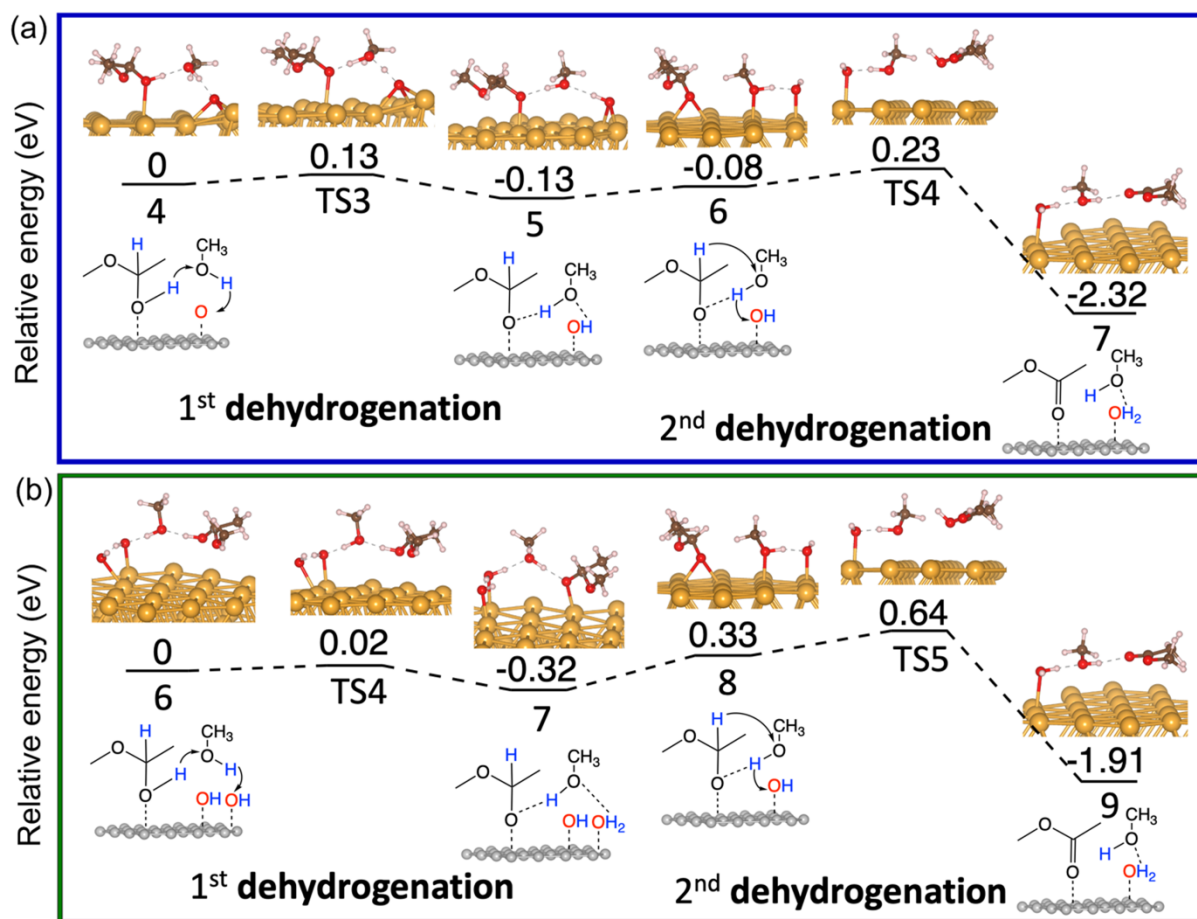 (a)
Relative energy (eV)
0
4
0.13
TS3
-0.13
5
-0.08
6
0.23
TS4
-2.32
7
H
O
H
O
CH3
O
H
O
H
O
O
CH3
O
H
OH
H
O
O
CH3
O
H
OH
O
O
CH3
O
H
OH2
1st dehydrogenation
2nd dehydrogenation
(b)
Relative energy (eV)
0
6
0.02
TS4
-0.32
7
0.33
8
0.64
TS5
-1.91
9
H
O
H
O
CH3
O
H
OH
OH
H
O
O
CH3
O
H
OH
OH2
H
O
O
CH3
O
H
OH
O
O
CH3
O
H
OH2
1st dehydrogenation
2nd dehydrogenation